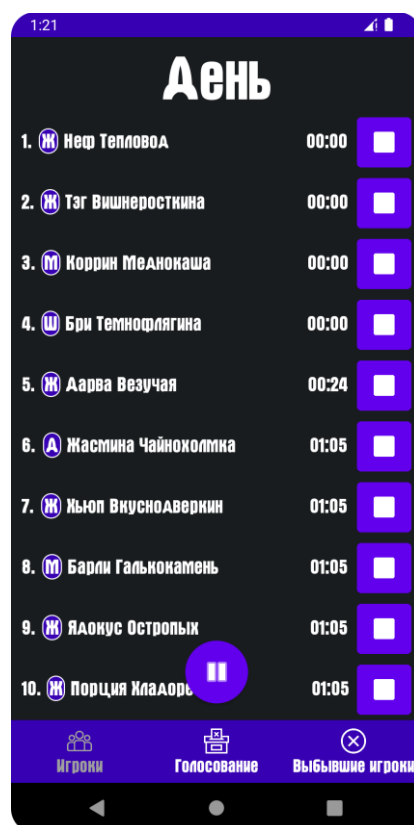 1:21
День
1. Ж Неф Тепловод 00:00
2. Ж Тэг Вишнеросткина 00:00
3. М Коррин Меднокаша 00:00
4. Ш Бри Темнофлягина 00:00
5. Ж Аарва Везучая 00:24
6. Д Жасмина Чайнохолмка 01:05
7. Ж Хьюп Вкуснодверкин 01:05
8. М Барли Галькокамень 01:05
9. Ж Ядокус Остропых 01:05
10. Ж Порция 01:05
Игроки Голосование Выбывшие игроки